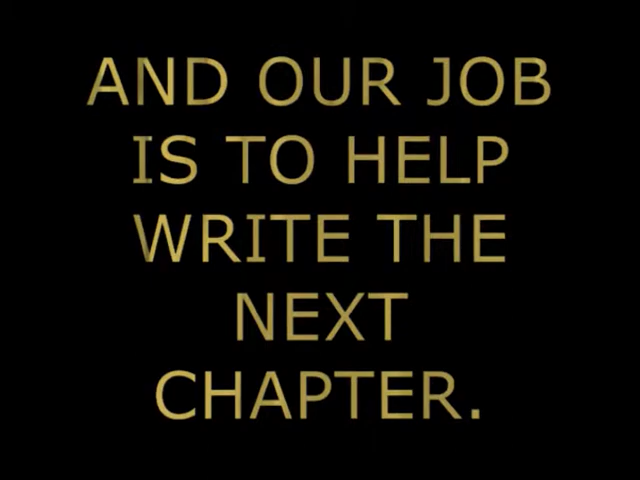 AND OUR JOB
IS TO HELP
WRITE THE
NEXT
CHAPTER.